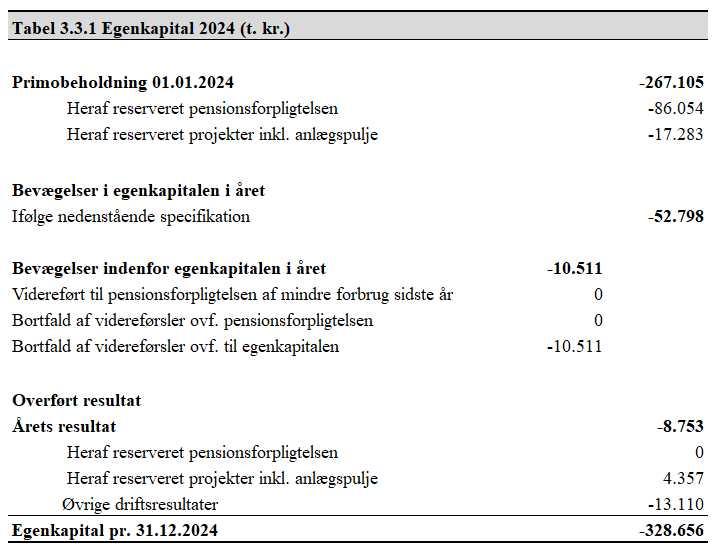 Tabel 3.3.1 Egenkapital 2024 (t. kr.)
Primobeholdning 01.01.2024 -267.105
Heraf reserveret pensionsforpligtelsen -86.054
Heraf reserveret projekter inkl. anlægspulje -17.283
Bevægelser i egenkapitalen i året
Ifølge nedenstående specifikation -52.798
Bevægelser indenfor egenkapitalen i året -10.511
Videreført til pensionsforpligtelsen af mindre forbrug sidste år 0
Bortfald af videreførsler ovf. pensionsforpligtelsen 0
Bortfald af videreførsler ovf. til egenkapitalen -10.511
Overført resultat
Årets resultat -8.753
Heraf reserveret pensionsforpligtelsen 0
Heraf reserveret projekter inkl. anlægspulje 4.357
Øvrige driftsresultater -13.110
Egenkapital pr. 31.12.2024 -328.656